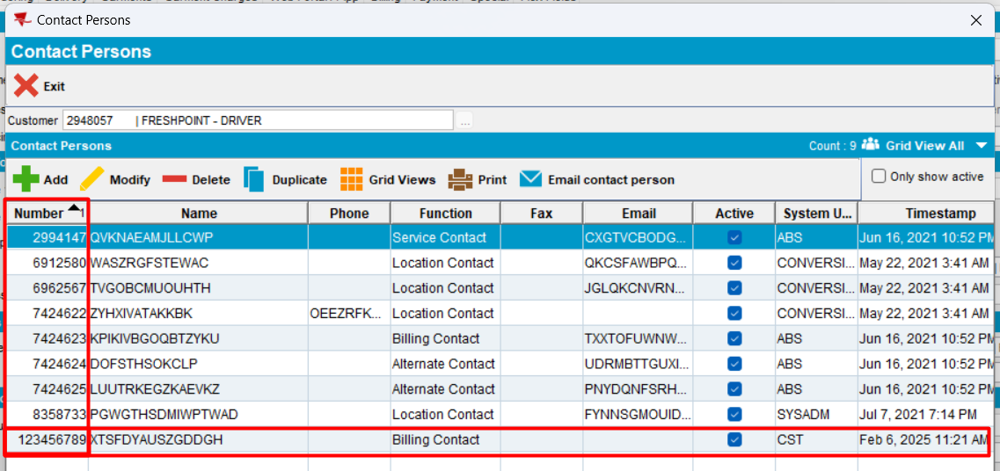 Contact Persons
Contact Persons
Exit
Customer 2948057 | FRESHPOINT - DRIVER ...
Contact Persons Count : 9 Grid View All
Add Modify Delete Duplicate Grid Views Print Email contact person Only show active
Number 1 Name Phone Function Fax Email Active System U... Timestamp
2994147 QVKNAEAMJLLCWP Service Contact CXGTVCBODG... ABS Jun 16, 2021 10:52 PM
6912580 WASZRGFSTEWAC Location Contact QKCSFAWBPQ... CONVERSI... May 22, 2021 3:41 AM
6962567 TVGOBCMUOUHTH Location Contact JGLQKCNVRN... CONVERSI... May 22, 2021 3:41 AM
7424622 ZYHXIVATAKKBK OEEZRFK... Location Contact CONVERSI... May 22, 2021 3:41 AM
7424623 KPIKIVBGOQBTZYKU Billing Contact TXXTOFUWNW... ABS Jun 16, 2021 10:52 PM
7424624 DOFSTHSOKCLP Alternate Contact UDRMBTTGUXI... ABS Jun 16, 2021 10:52 PM
7424625 LUUTRKEGZKAEVKZ Alternate Contact PNYDQNFSRH... ABS Jun 16, 2021 10:52 PM
8358733 PGWGTHSDMIWPTWAD Location Contact FYNNSGMOUID... SYSADM Jul 7, 2021 7:14 PM
123456789 XTSFDYAUSZGDDGH Billing Contact CST Feb 6, 2025 11:21 AM